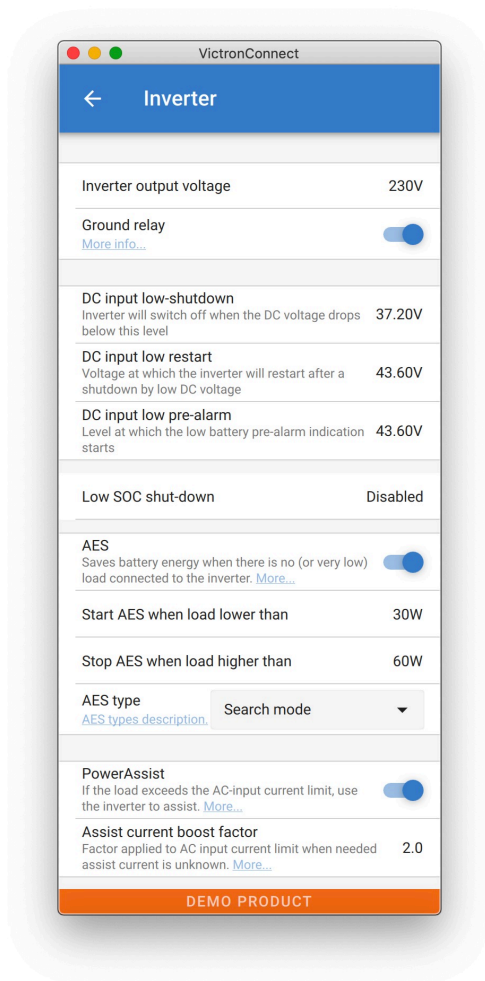 VictronConnect
Inverter
Inverter output voltage 230V
Ground relay
More info...
DC input low-shutdown
Inverter will switch off when the DC voltage drops 37.20V
below this level
DC input low restart
Voltage at which the inverter will restart after a 43.60V
shutdown by low DC voltage
DC input low pre-alarm
Level at which the low battery pre-alarm indication 43.60V
starts
Low SOC shut-down Disabled
AES
Saves battery energy when there is no (or very low)
load connected to the inverter. More...
Start AES when load lower than 30W
Stop AES when load higher than 60W
AES type Search mode
AES types description.
PowerAssist
If the load exceeds the AC-input current limit, use
the inverter to assist. More...
Assist current boost factor
Factor applied to AC input current limit when needed 2.0
assist current is unknown. More...
DEMO PRODUCT